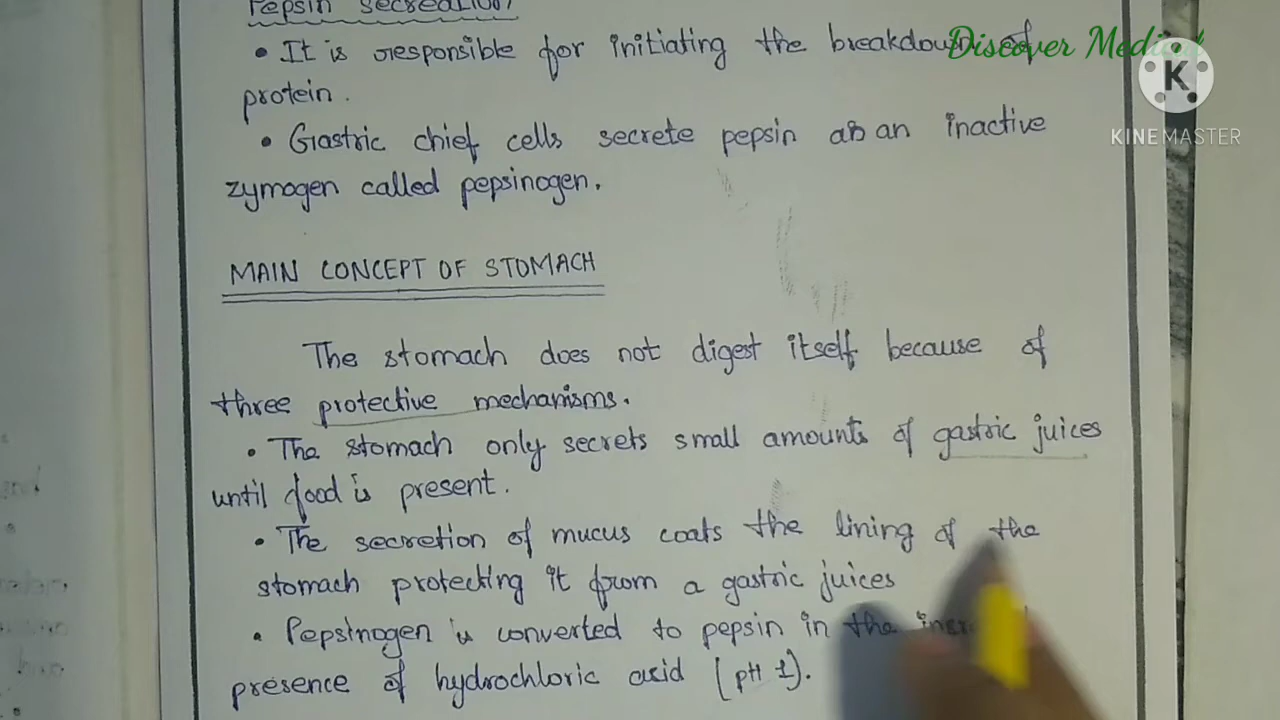 Pepsin secreation
• It is responsible for initiating the breakdown of
protein.
• Gastric chief cells secrete pepsin as an inactive
zymogen called pepsinogen.
MAIN CONCEPT OF STOMACH
The stomach does not digest itself because of
three protective mechanisms.
• The stomach only secrets small amounts of gastric juices
until food is present.
• The secretion of mucus coats the lining of the
stomach protecting it from a gastric juices
• Pepsinogen is converted to pepsin in the
presence of hydrochloric acid [pH 1).
Discover Medical
K
KINEMASTER